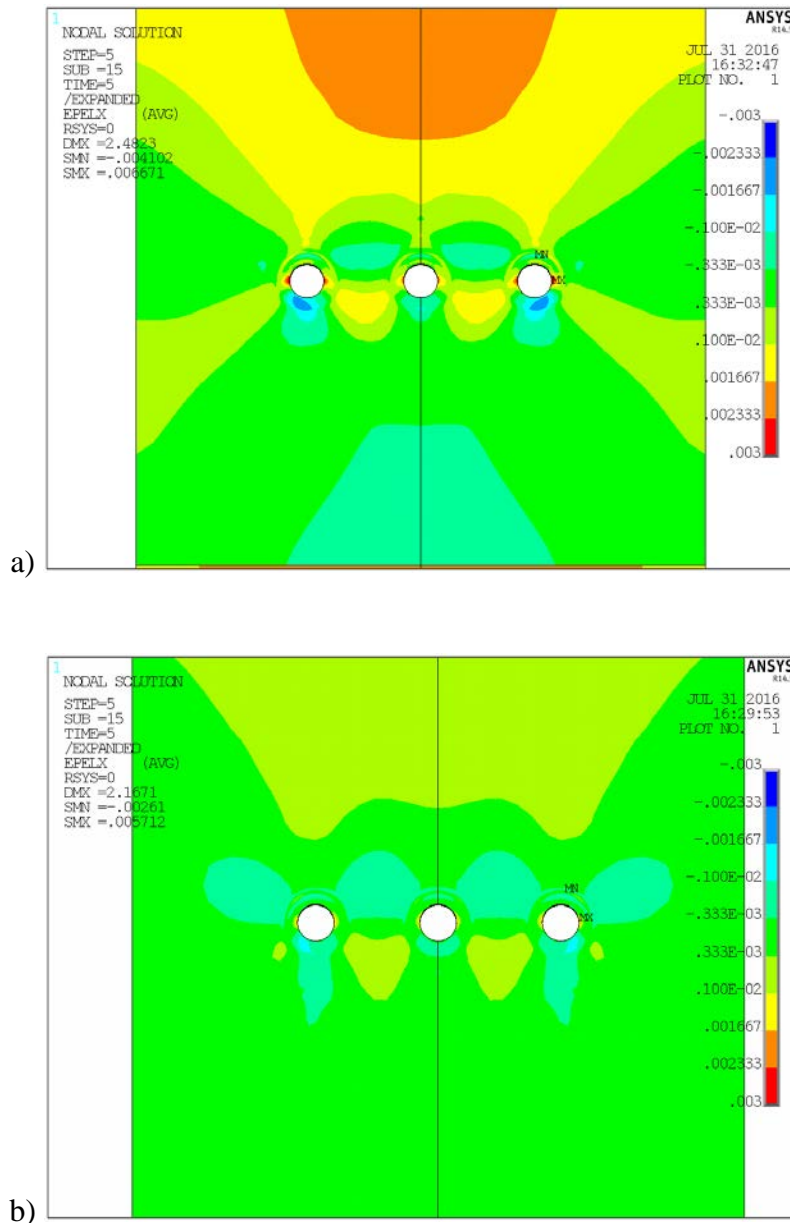 1
NODAL SOLUTION
STEP=5
SUB =15
TIME=5
/EXPANDED
EPELX (AVG)
RSYS=0
DMX =2.4823
SMN =-.004102
SMX =.006671
ANSYS
JUL 31 2016
16:32:47
PLOT NO. 1
-.003
-.002333
-.001667
-.100E-02
-.333E-03
.333E-03
.100E-02
.001667
.002333
.003
MN
MX
a)
1
NODAL SOLUTION
STEP=5
SUB =15
TIME=5
/EXPANDED
EPELX (AVG)
RSYS=0
DMX =2.1671
SMN =-.00261
SMX =.005712
ANSYS
JUL 31 2016
16:29:53
PLOT NO. 1
-.003
-.002333
-.001667
-.100E-02
-.333E-03
.333E-03
.100E-02
.001667
.002333
.003
MN
MX
b)